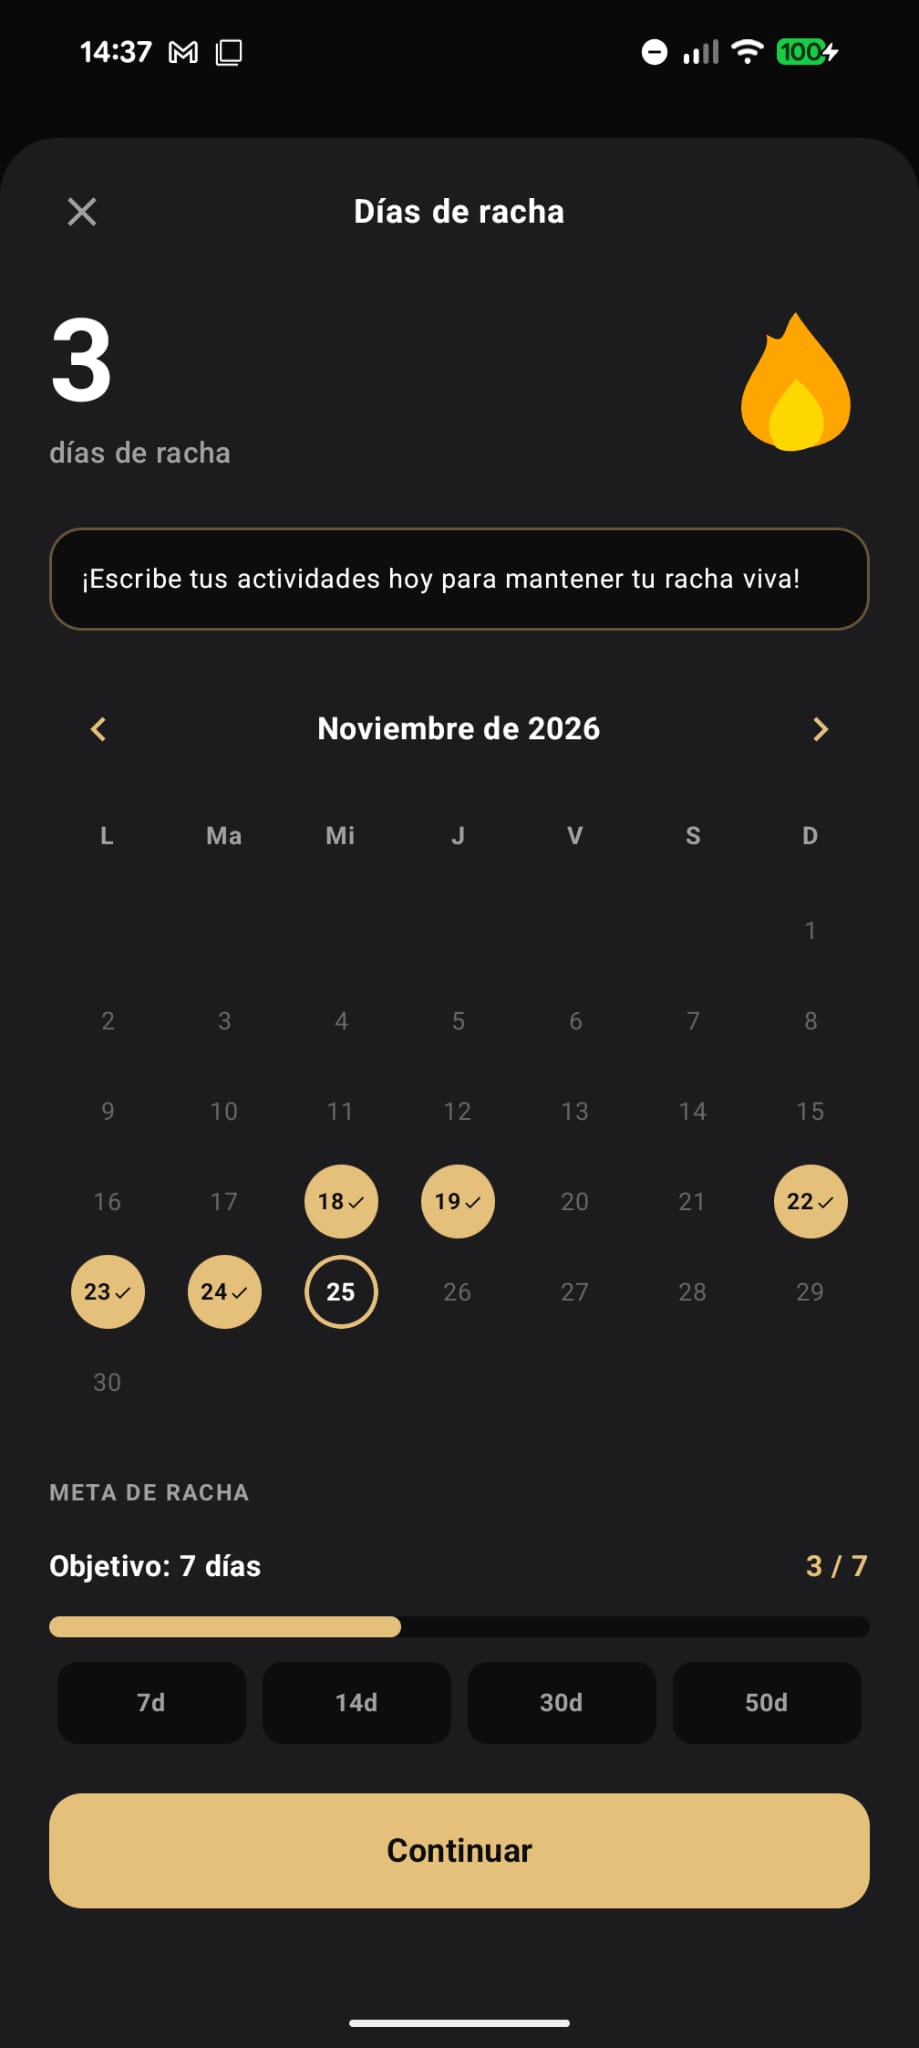 14:37
100
Días de racha
3
días de racha
¡Escribe tus actividades hoy para mantener tu racha viva!
Noviembre de 2026
L Ma Mi J V S D
1
2 3 4 5 6 7 8
9 10 11 12 13 14 15
16 17 18 19 20 21 22
23 24 25 26 27 28 29
30
META DE RACHA
Objetivo: 7 días 3 / 7
7d 14d 30d 50d
Continuar